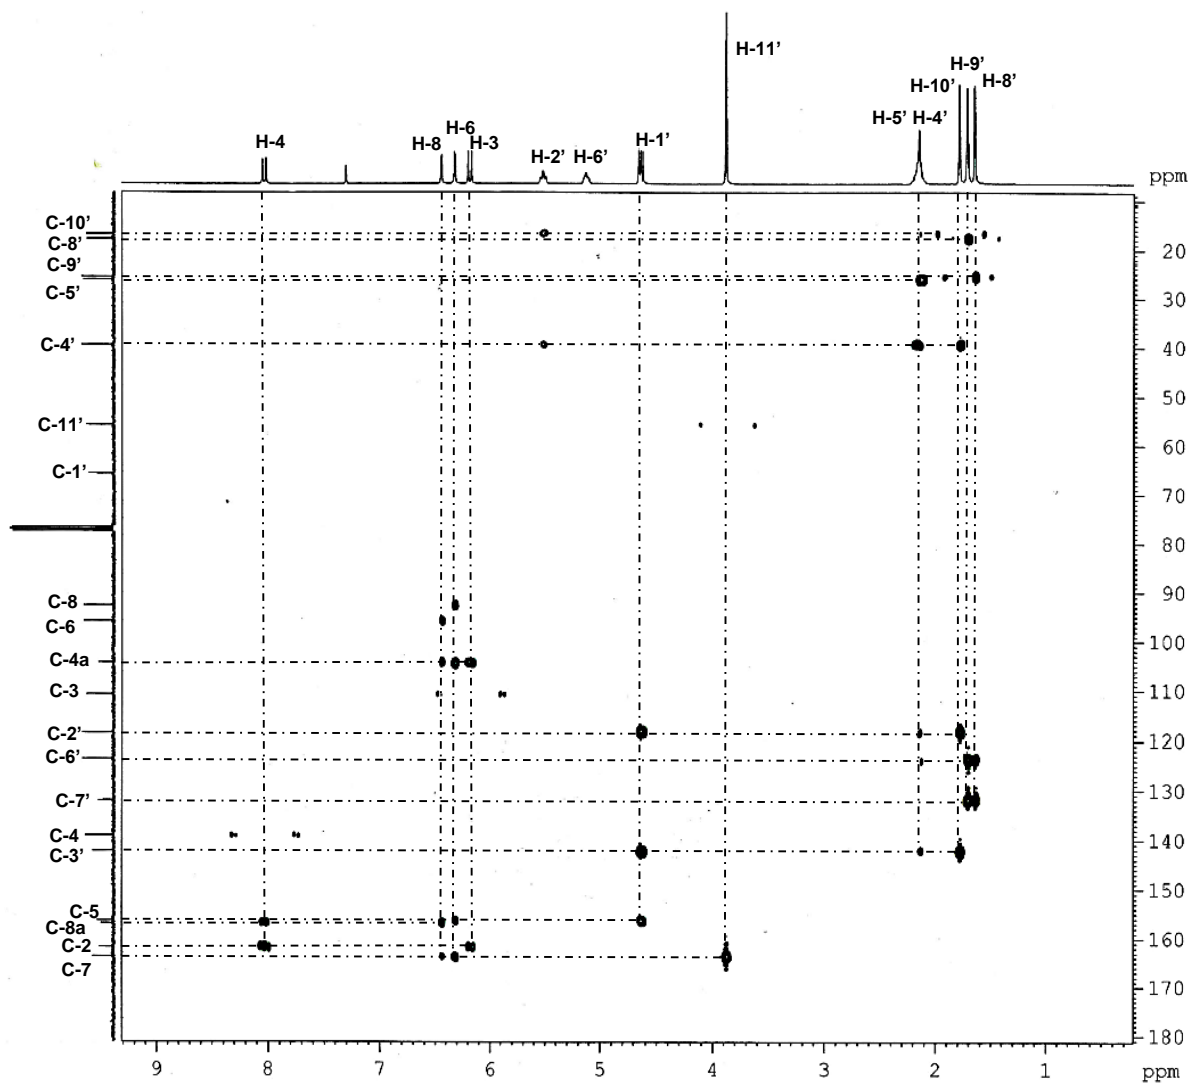 H-11'
H-9'
H-10' H-8'
H-5' H-4'
H-6
H-4 H-8 H-3 H-1'
H-2' H-6'
ppm
C-10'
C-8'
C-9'
C-5'
C-4'
C-11'
C-1'
C-8
C-6
C-4a
C-3
C-2'
C-6'
C-7'
C-4
C-3'
C-5
C-8a
C-2
C-7
20
30
40
50
60
70
80
90
100
110
120
130
140
150
160
170
180
9 8 7 6 5 4 3 2 1 ppm